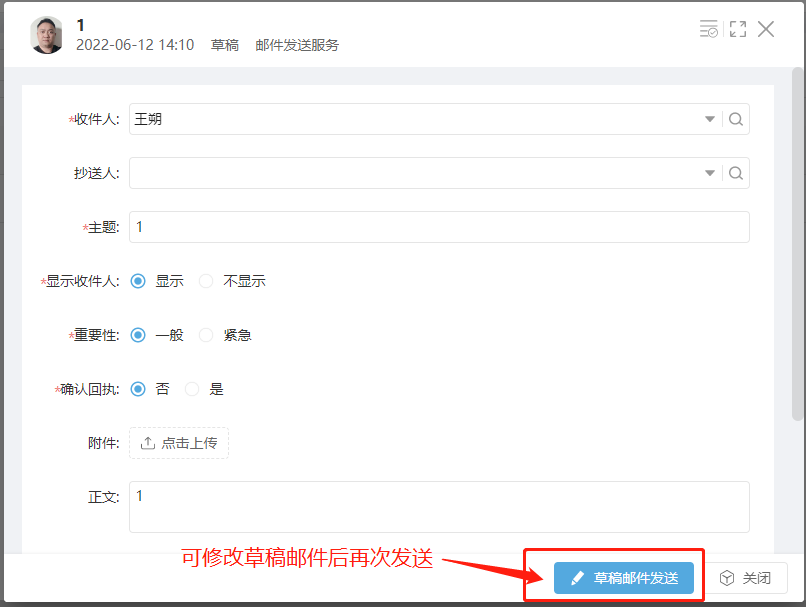 1
2022-06-12 14:10 草稿 邮件发送服务
*收件人: 王朔
抄送人:
*主题: 1
*显示收件人: 显示 不显示
*重要性: 一般 紧急
*确认回执: 否 是
附件: 点击上传
正文: 1
可修改草稿邮件后再次发送
草稿邮件发送 关闭